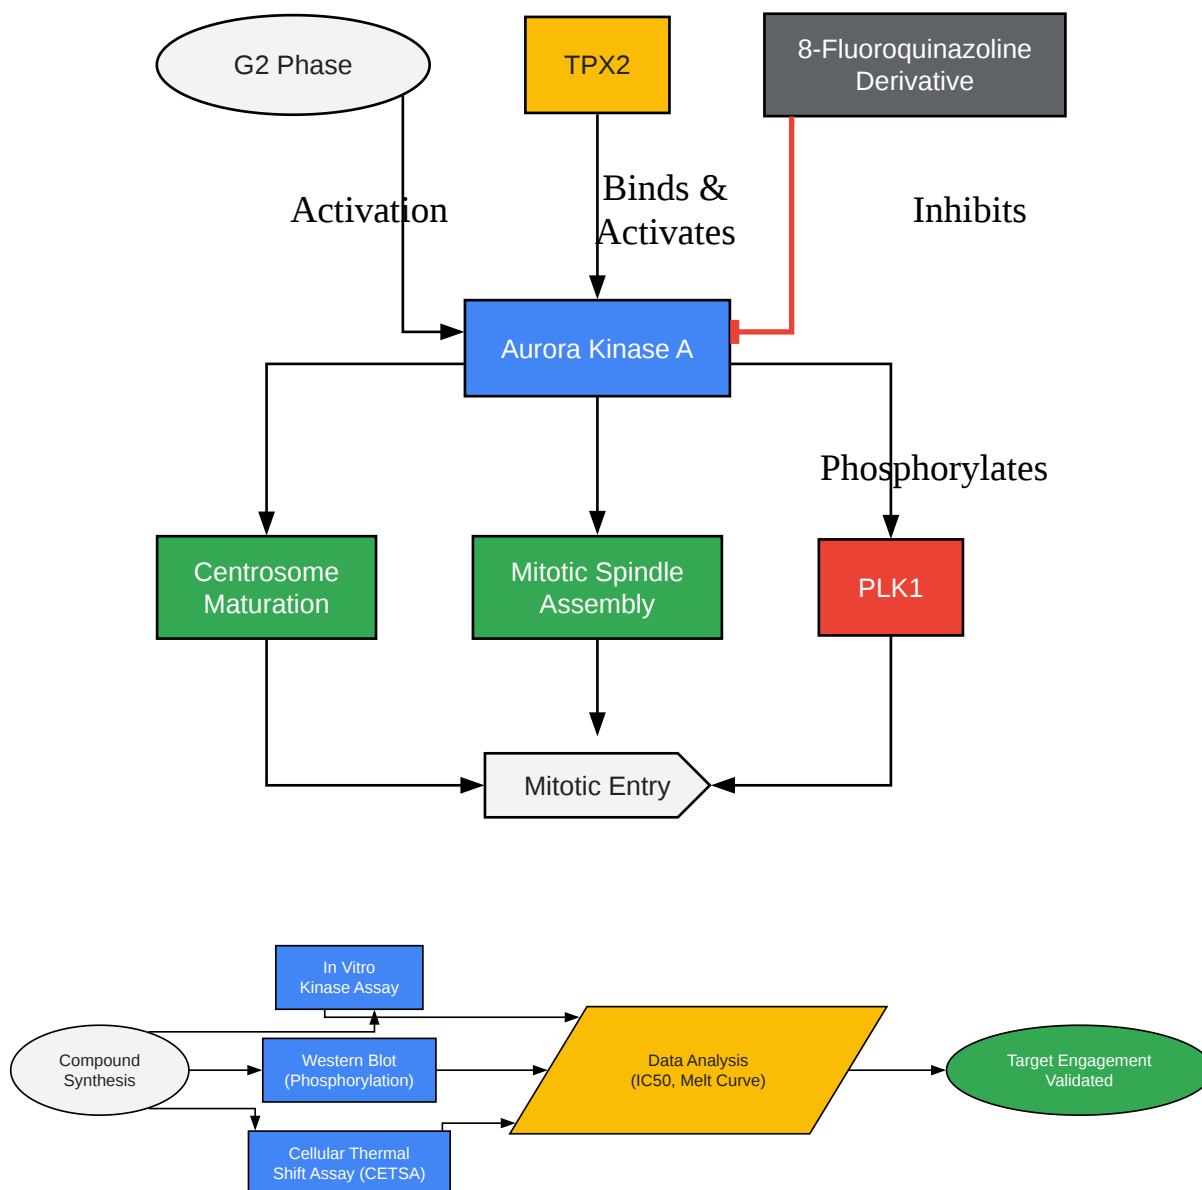 G2 Phase
TPX2
8-Fluoroquinazoline
Derivative
Activation
Binds &
Activates
Inhibits
Aurora Kinase A
Phosphorylates
Centrosome
Maturation
Mitotic Spindle
Assembly
PLK1
Mitotic Entry
In Vitro
Kinase Assay
Compound
Synthesis
Western Blot
(Phosphorylation)
Data Analysis
(IC50, Melt Curve)
Target Engagement
Validated
Cellular Thermal
Shift Assay (CETSA)